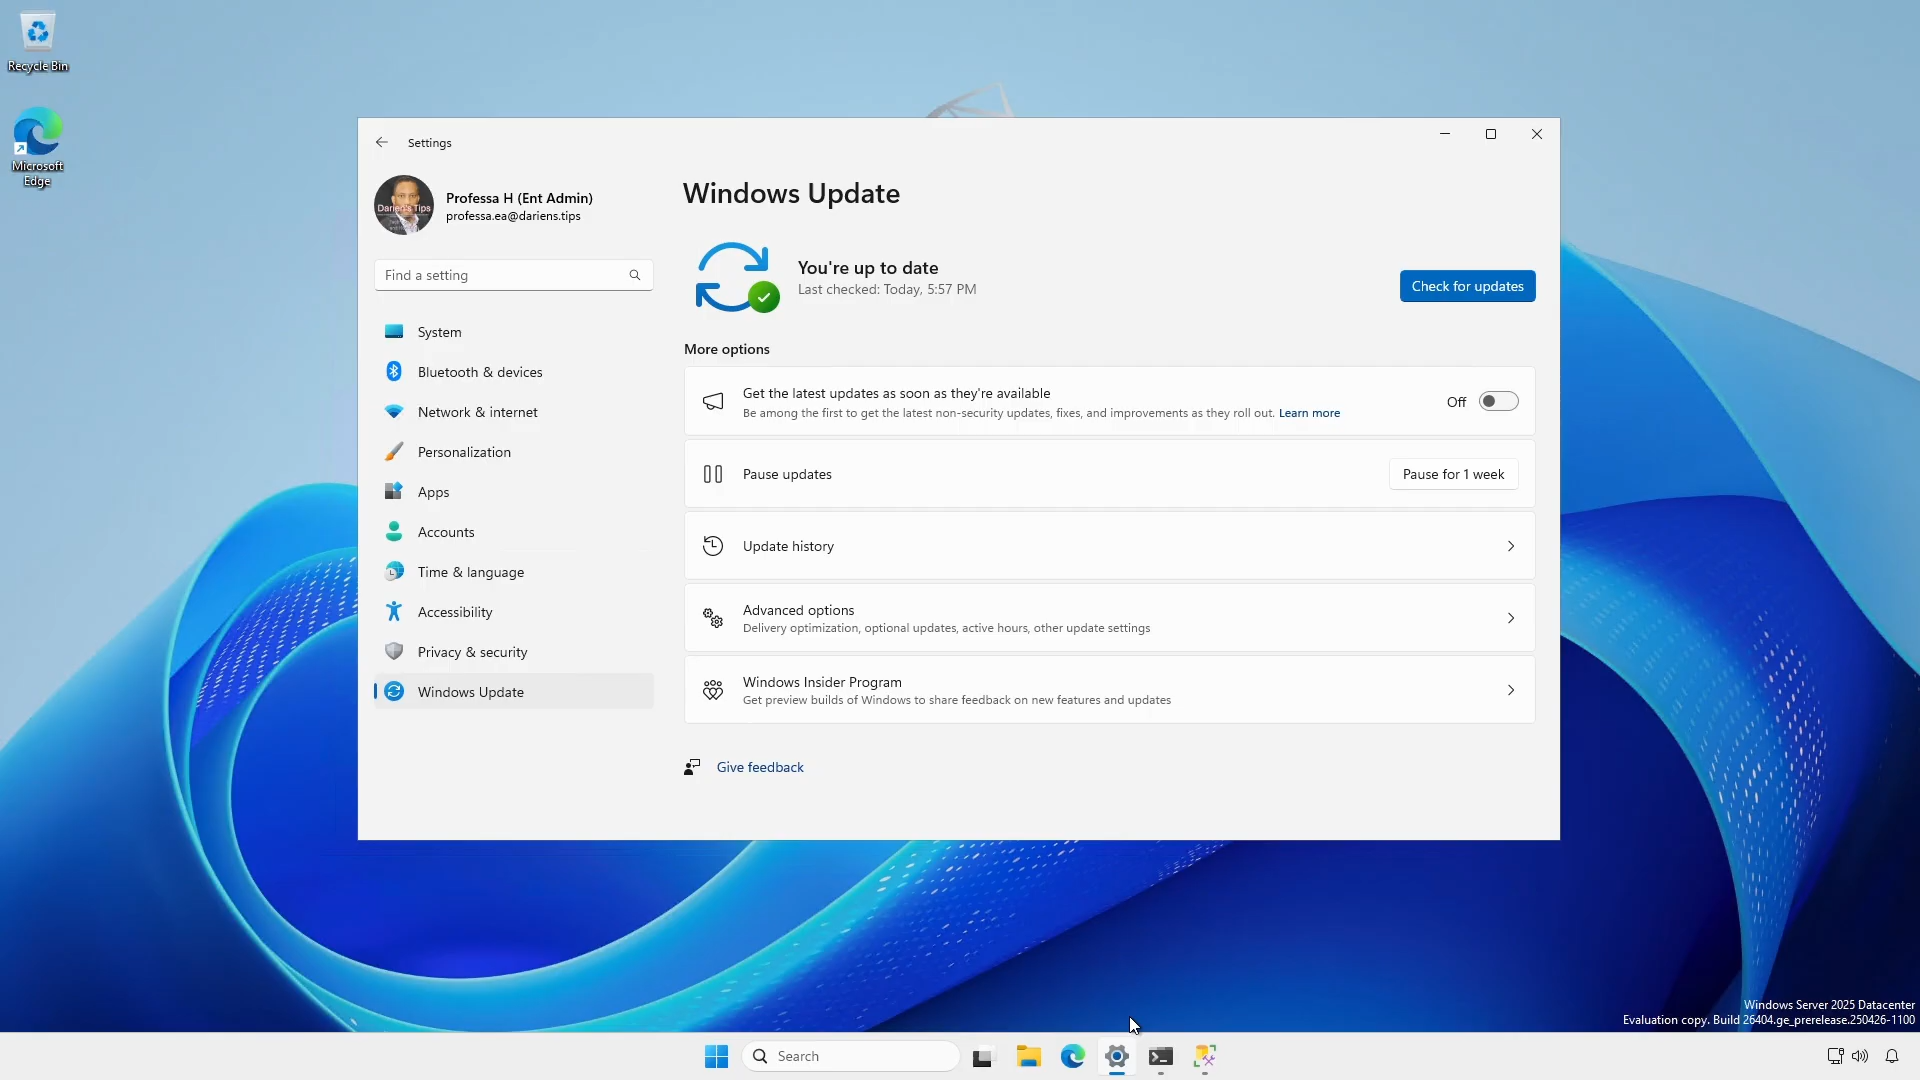 Recycle Bin
Microsoft
Edge
Settings
Professa H (Ent Admin)
professa.ea@dariens.tips
Darien's Tips
Find a setting
System
Bluetooth & devices
Network & internet
Personalization
Apps
Accounts
Time & language
Accessibility
Privacy & security
Windows Update
Windows Update
You're up to date
Last checked: Today, 5:57 PM
Check for updates
More options
Get the latest updates as soon as they're available
Be among the first to get the latest non-security updates, fixes, and improvements as they roll out. Learn more
Off
Pause updates
Pause for 1 week
Update history
Advanced options
Delivery optimization, optional updates, active hours, other update settings
Windows Insider Program
Get preview builds of Windows to share feedback on new features and updates
Give feedback
Windows Server 2025 Datacenter
Evaluation copy. Build 26404.ge_prerelease.250426-1100
Search